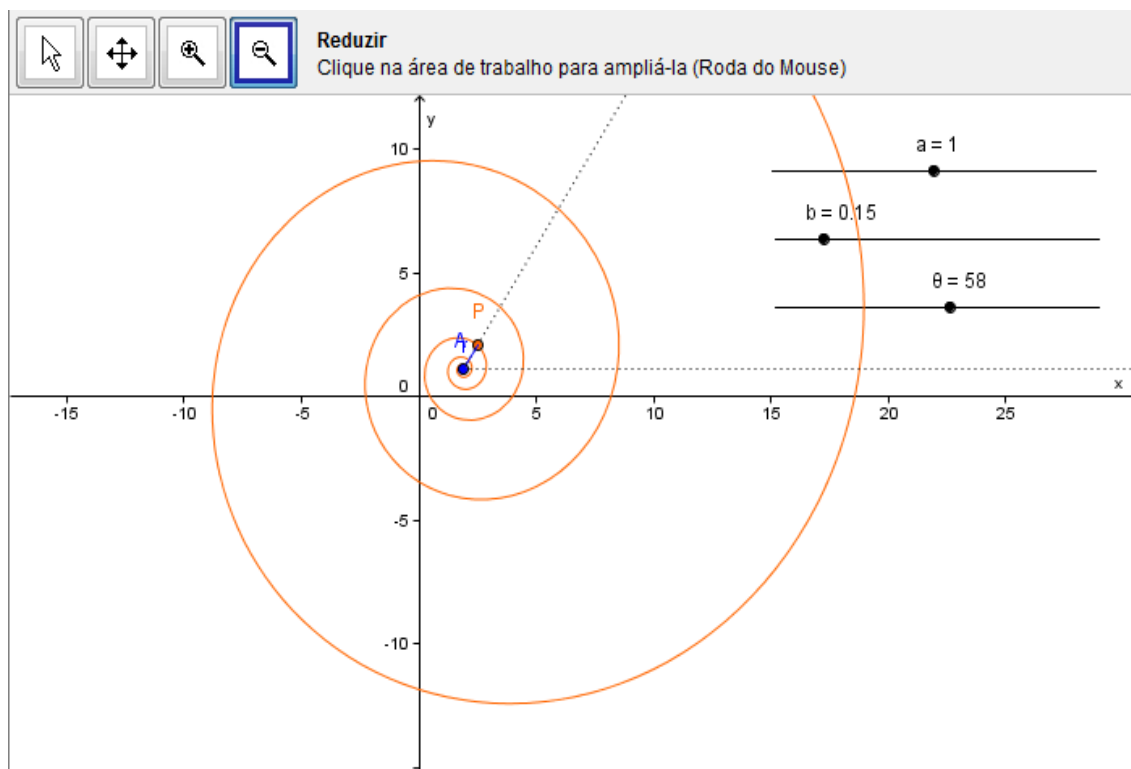 Reduzir
Clique na área de trabalho para ampliá-la (Roda do Mouse)
y
10
a = 1
b = 0.15
5
θ = 58
P
A
0
x
-15
-10
-5
0
5
10
15
20
25
-5
-10